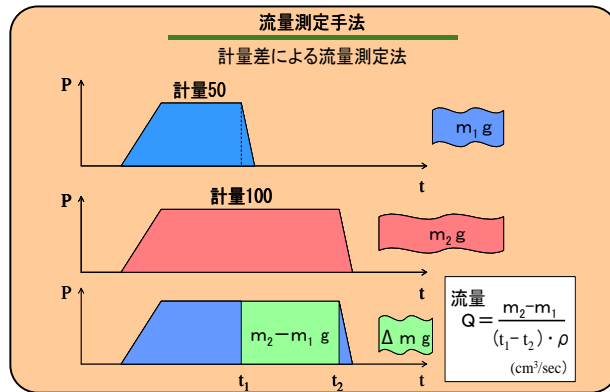 流量測定手法
計量差による流量測定法
P
計量50
m₁ g
t
P
計量100
m₂ g
t
P
m₂－m₁ g
Δ m g
t₁
t₂
t
流量
Q＝ m₂－m₁ / (t₁－t₂)・ρ
(cm³/sec)